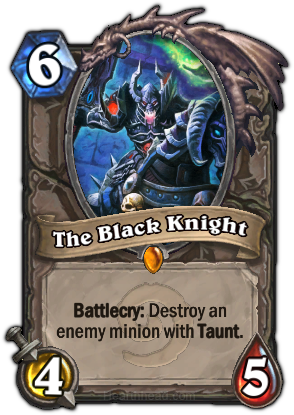 6
The Black Knight
Battlecry: Destroy an
enemy minion with Taunt.
4
5